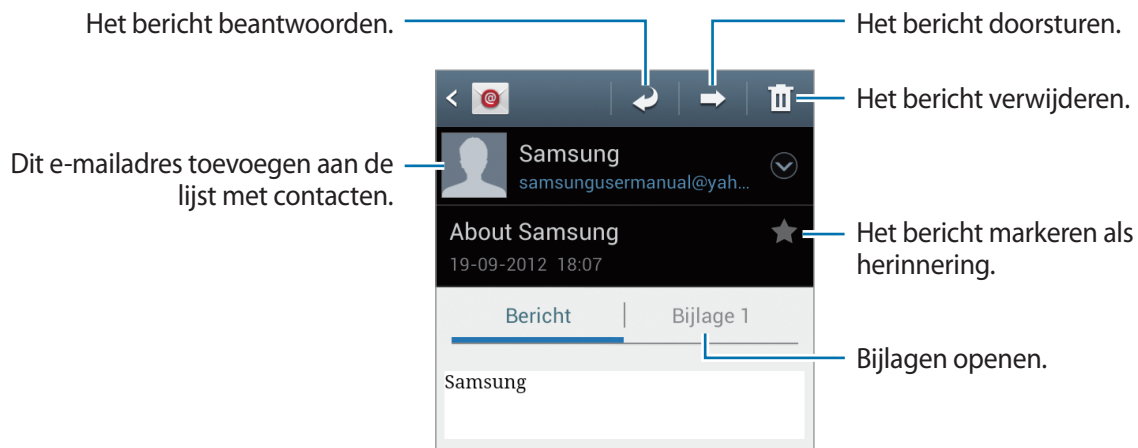 Het bericht beantwoorden.
Het bericht doorsturen.
Het bericht verwijderen.
Dit e-mailadres toevoegen aan de
lijst met contacten.
Samsung
samsungusermanual@yah...
About Samsung
19-09-2012 18:07
Het bericht markeren als
herinnering.
Bericht
Bijlage 1
Bijlagen openen.
Samsung